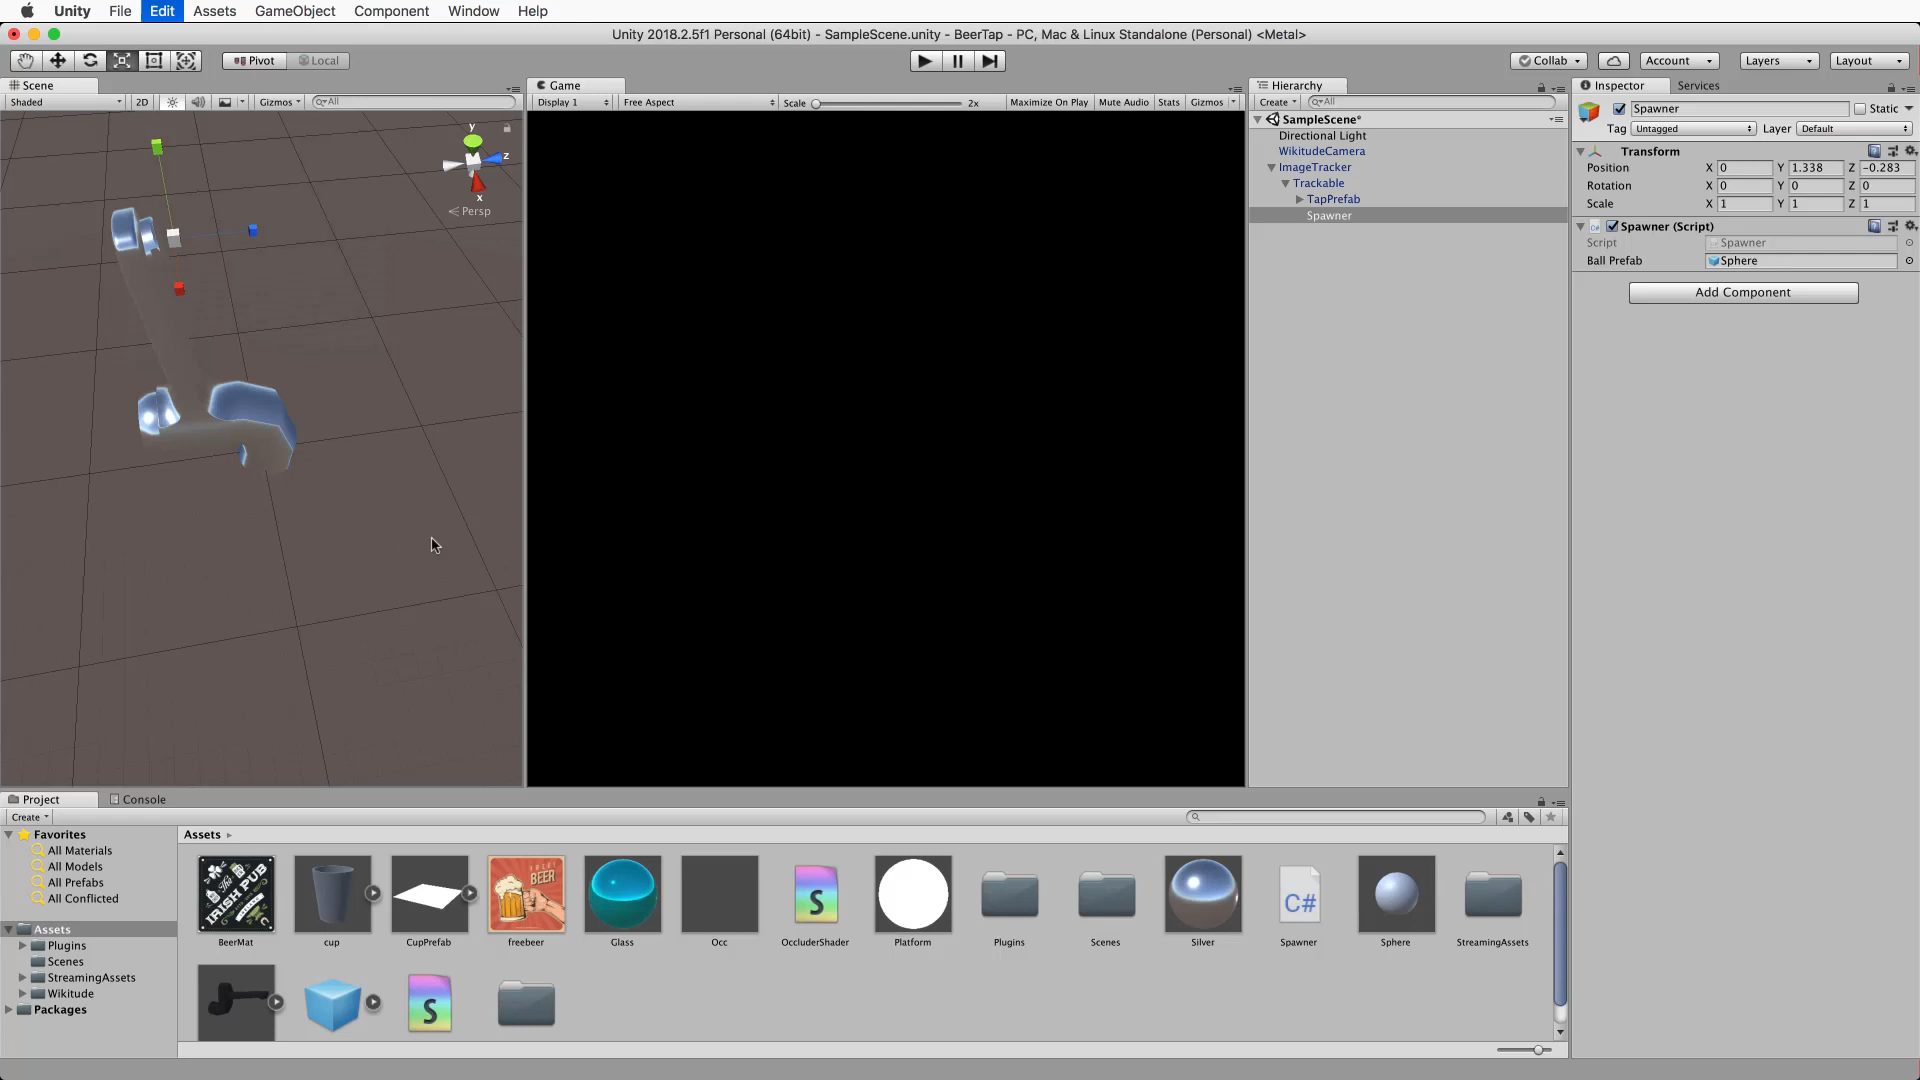 Unity File Edit Assets GameObject Component Window Help
Unity 2018.2.5f1 Personal (64bit) - SampleScene.unity - BeerTap - PC, Mac & Linux Standalone (Personal) <Metal>
Pivot Local Collab Account Layers Layout
Scene
Shaded 2D Gizmos All
y
z
x
Persp
Game
Display 1 Free Aspect Scale 2x Maximize On Play Mute Audio Stats Gizmos
Hierarchy
Create All
SampleScene*
Directional Light
WikitudeCamera
ImageTracker
Trackable
TapPrefab
Spawner
Inspector Services
Spawner Static
Tag Untagged Layer Default
Transform
Position X 0 Y 1.338 Z -0.283
Rotation X 0 Y 0 Z 0
Scale X 1 Y 1 Z 1
Spawner (Script)
Script Spawner
Ball Prefab Sphere
Add Component
Project Console
Create
Favorites
All Materials
All Models
All Prefabs
All Conflicted
Assets
Plugins
Scenes
StreamingAssets
Wikitude
Packages
Assets
The
IRISH PUB
BEER
S
C#
BeerMat cup CupPrefab freebeer Glass Occ OccluderShader Platform Plugins Scenes Silver Spawner Sphere StreamingAssets
S